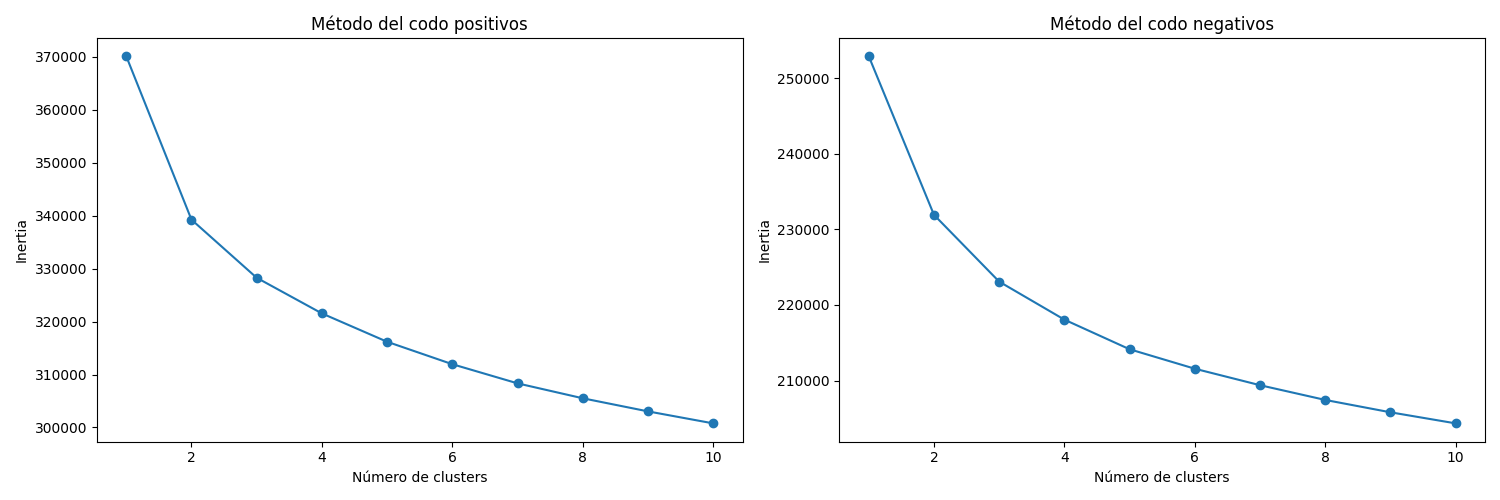 Método del codo positivos
370000
360000
350000
340000
330000
320000
310000
300000
Inertia
2 4 6 8 10
Número de clusters
Método del codo negativos
250000
240000
230000
220000
210000
Inertia
2 4 6 8 10
Número de clusters